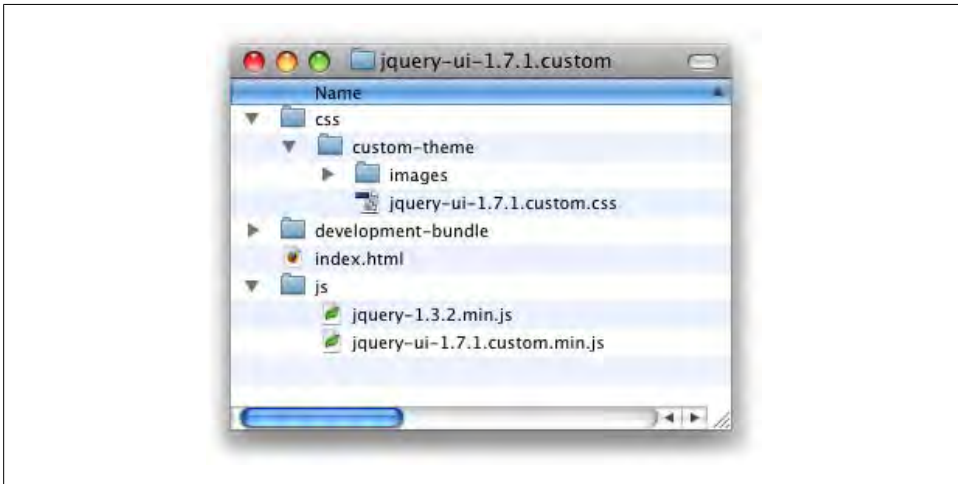 jquery-ui-1.7.1.custom
Name
css
custom-theme
images
jquery-ui-1.7.1.custom.css
development-bundle
index.html
js
jquery-1.3.2.min.js
jquery-ui-1.7.1.custom.min.js